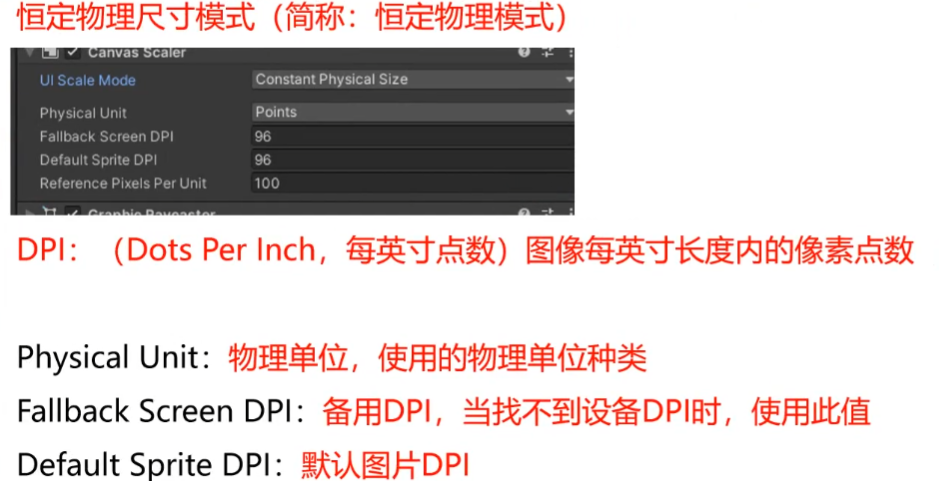 恒定物理尺寸模式（简称：恒定物理模式）
Canvas Scaler
UI Scale Mode Constant Physical Size
Physical Unit Points
Fallback Screen DPI 96
Default Sprite DPI 96
Reference Pixels Per Unit 100
Graphic Raycaster
DPI：（Dots Per Inch，每英寸点数）图像每英寸长度内的像素点数
Physical Unit：物理单位，使用的物理单位种类
Fallback Screen DPI：备用DPI，当找不到设备DPI时，使用此值
Default Sprite DPI：默认图片DPI